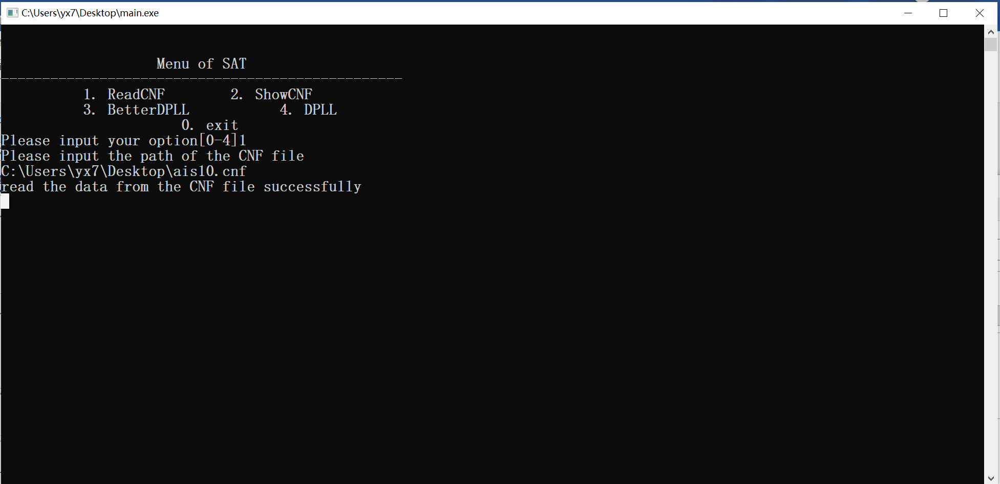 C:\Users\yx7\Desktop\main.exe
Menu of SAT
-------------------------------------------------
1. ReadCNF 2. ShowCNF
3. BetterDPLL 4. DPLL
0. exit
Please input your option[0-4]1
Please input the path of the CNF file
C:\Users\yx7\Desktop\ais10.cnf
read the data from the CNF file successfully